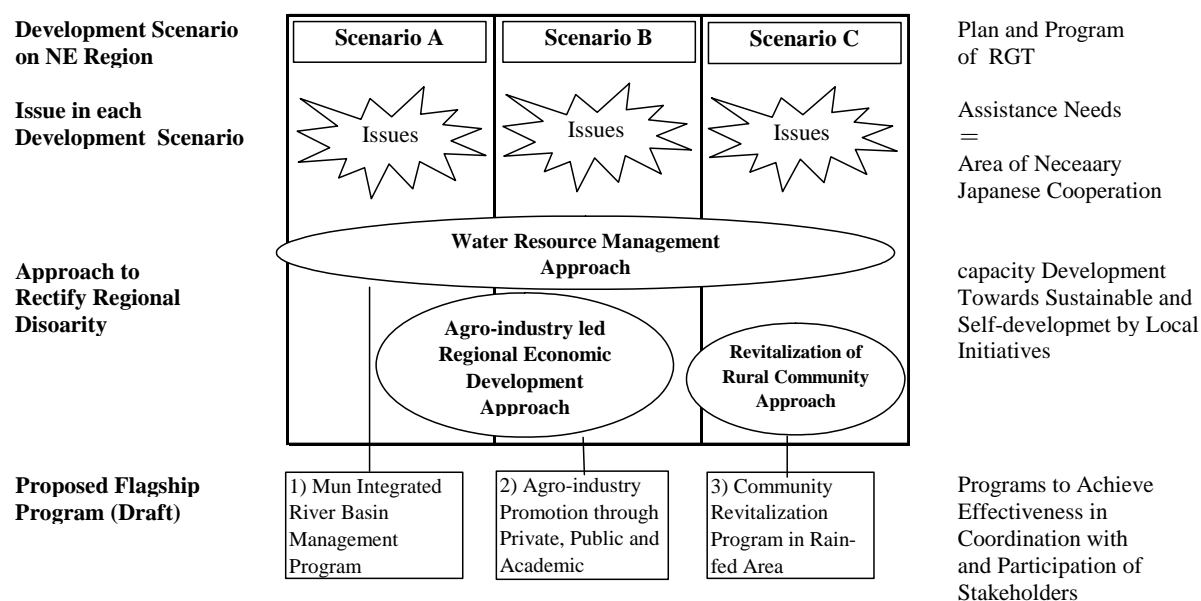 Development Scenario
on NE Region
Scenario A
Scenario B
Scenario C
Plan and Program
of RGT
Issue in each
Development Scenario
Issues
Issues
Issues
Assistance Needs
=
Area of Neceaary
Japanese Cooperation
Water Resource Management
Approach
Approach to
Rectify Regional
Disoarity
Agro-industry led
Regional Economic
Development
Approach
Revitalization of
Rural Community
Approach
capacity Development
Towards Sustainable and
Self-developmet by Local
Initiatives
Proposed Flagship
Program (Draft)
1) Mun Integrated
River Basin
Management
Program
2) Agro-industry
Promotion through
Private, Public and
Academic
3) Community
Revitalization
Program in Rain-
fed Area
Programs to Achieve
Effectiveness in
Coordination with
and Participation of
Stakeholders